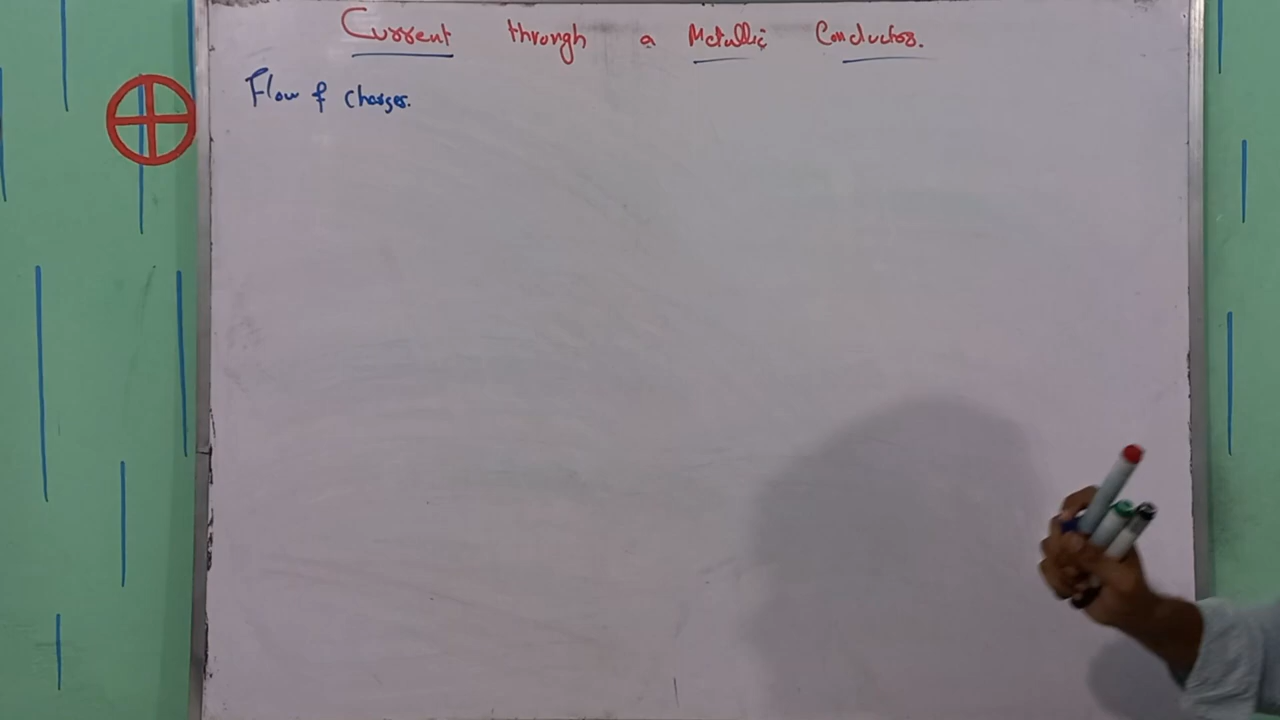 Current through a Metallic Conductor.
Flow of charges.